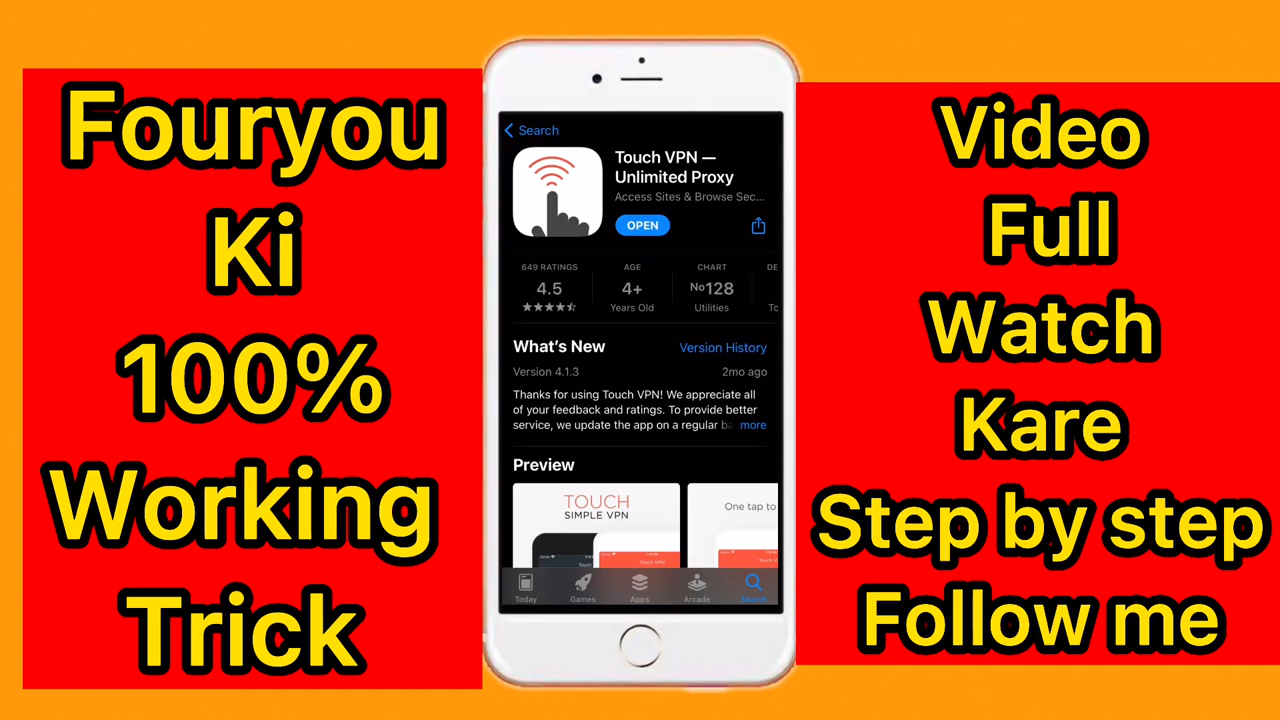 Fouryou
Ki
100%
Working
Trick
Search
Touch VPN —
Unlimited Proxy
Access Sites & Browse Sec...
OPEN
649 RATINGS
4.5
AGE
4+
Years Old
CHART
No128
Utilities
DE
To
What's New
Version History
Version 4.1.3
2mo ago
Thanks for using Touch VPN! We appreciate all
of your feedback and ratings. To provide better
service, we update the app on a regular ba more
Preview
TOUCH
SIMPLE VPN
One tap to
Today
Games
Apps
Arcade
Search
Video
Full
Watch
Kare
Step by step
Follow me